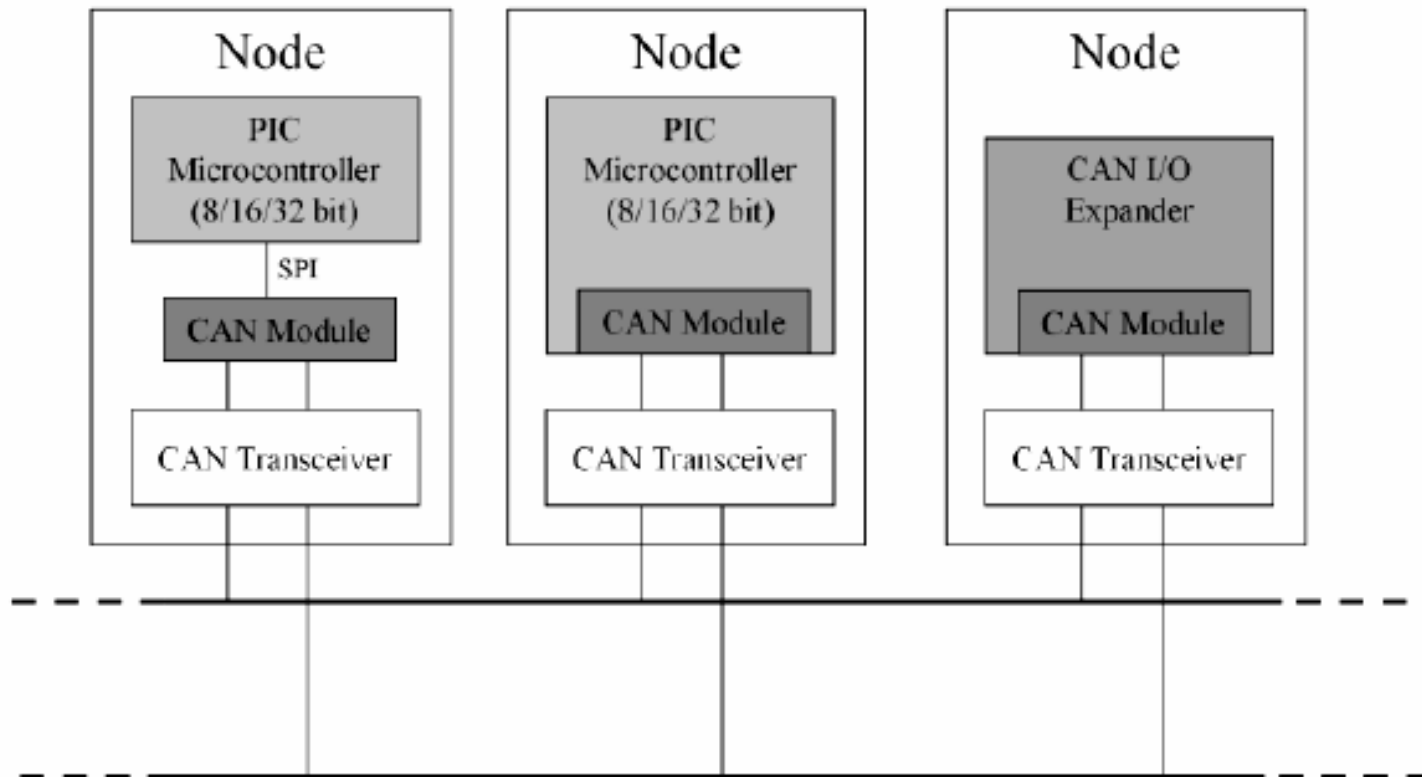 Node
PIC
Microcontroller
(8/16/32 bit)
SPI
CAN Module
CAN Transceiver
Node
PIC
Microcontroller
(8/16/32 bit)
CAN Module
CAN Transceiver
Node
CAN I/O
Expander
CAN Module
CAN Transceiver